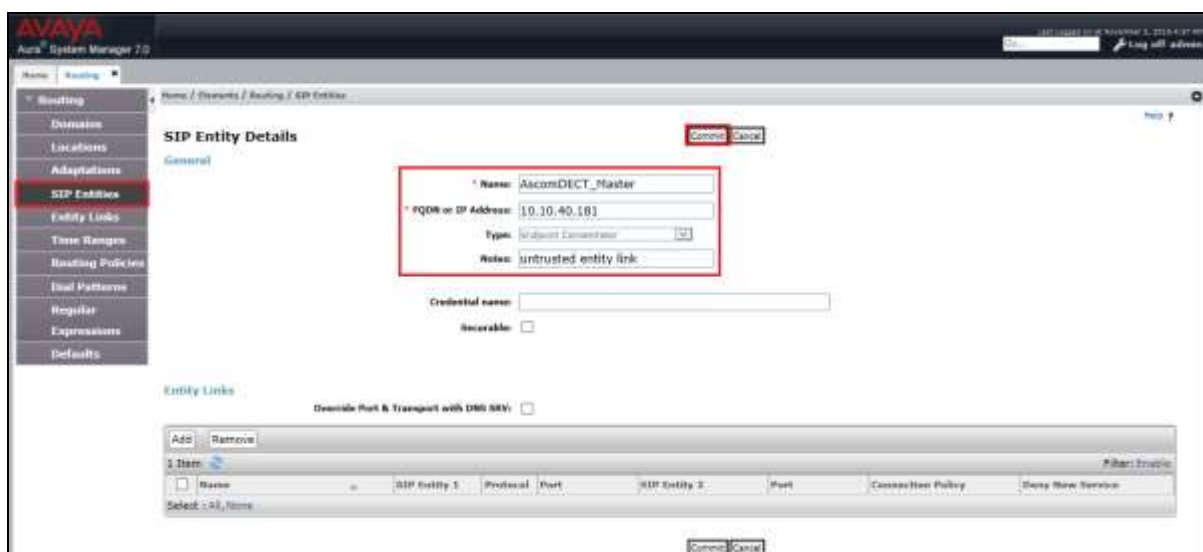 AVAYA
Aura® System Manager 7.0
Go...
Log off admin
Home
Routing
Routing
Domains
Locations
Adaptations
SIP Entities
Entity Links
Time Ranges
Routing Policies
Dial Patterns
Regular
Expressions
Defaults
Home / Elements / Routing / SIP Entities
Help ?
SIP Entity Details
Commit Cancel
General
* Name: AscomDECT_Master
* FQDN or IP Address: 10.10.40.181
Type: Endpoint Concentrator
Notes: untrusted entity link
Credential name:
Securable:
Entity Links
Override Port & Transport with DNS SRV:
Add Remove
1 Item
Filter: Enable
Name SIP Entity 1 Protocol Port SIP Entity 2 Port Connection Policy Deny New Service
Select : All, None
Commit Cancel